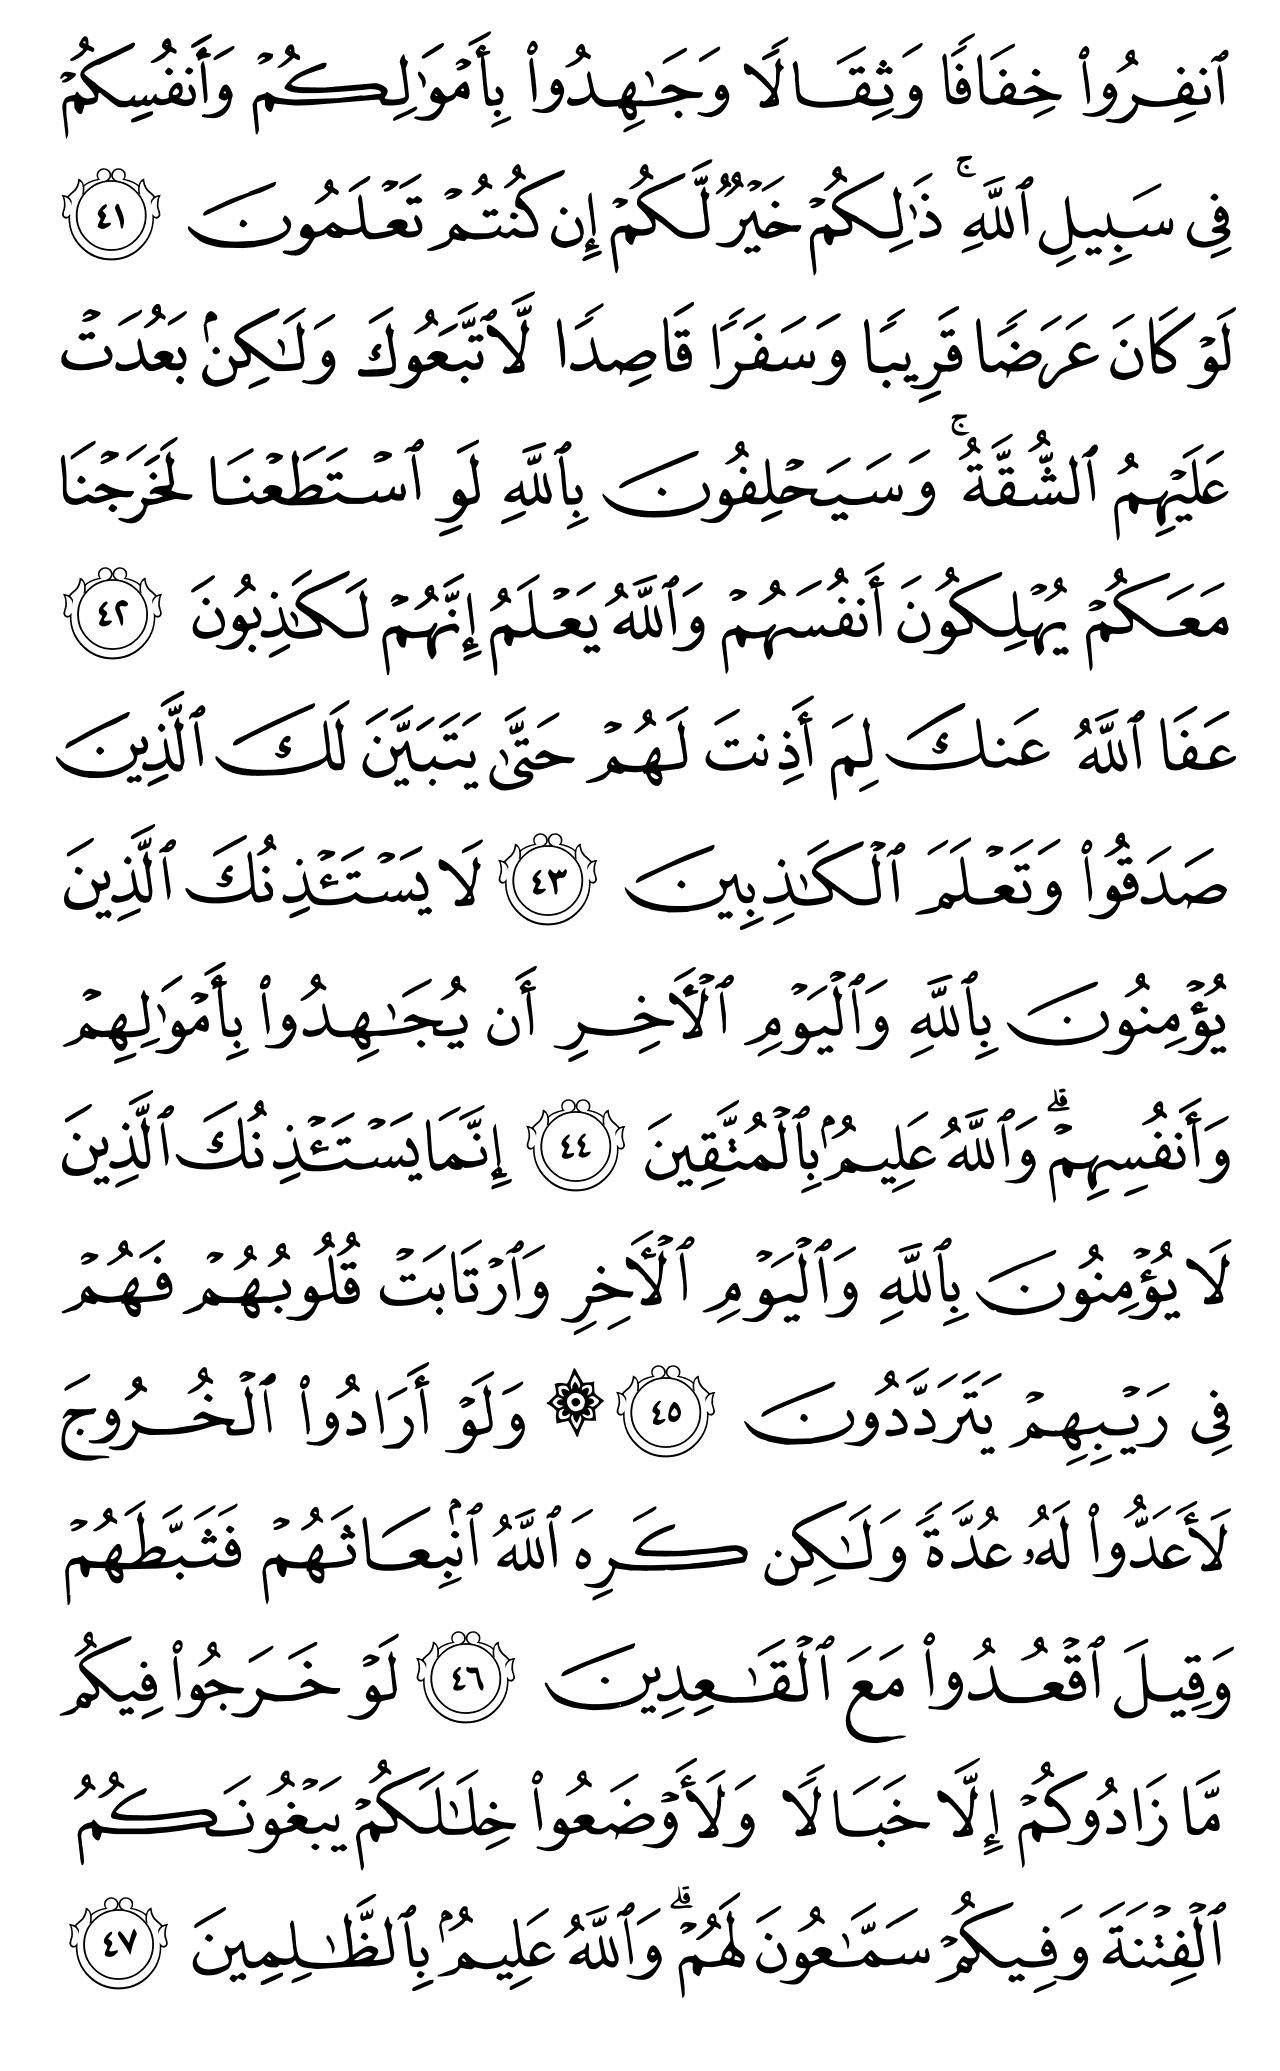 ٱنفِرُوا۟ خِفَافًا وَثِقَالًا وَجَـٰهِدُوا۟ بِأَمْوَٰلِكُمْ وَأَنفُسِكُمْ
فِى سَبِيلِ ٱللَّهِ ۚ ذَٰلِكُمْ خَيْرٌ لَّكُمْ إِن كُنتُمْ تَعْلَمُونَ ٤١
لَوْ كَانَ عَرَضًا قَرِيبًا وَسَفَرًا قَاصِدًا لَّٱتَّبَعُوكَ وَلَـٰكِنۢ بَعُدَتْ
عَلَيْهِمُ ٱلشُّقَّةُ ۚ وَسَيَحْلِفُونَ بِٱللَّهِ لَوِ ٱسْتَطَعْنَا لَخَرَجْنَا
مَعَكُمْ يُهْلِكُونَ أَنفُسَهُمْ وَٱللَّهُ يَعْلَمُ إِنَّهُمْ لَكَـٰذِبُونَ ٤٢
عَفَا ٱللَّهُ عَنكَ لِمَ أَذِنتَ لَهُمْ حَتَّىٰ يَتَبَيَّنَ لَكَ ٱلَّذِينَ
صَدَقُوا۟ وَتَعْلَمَ ٱلْكَـٰذِبِينَ ٤٣ لَا يَسْتَـْٔذِنُكَ ٱلَّذِينَ
يُؤْمِنُونَ بِٱللَّهِ وَٱلْيَوْمِ ٱلْـَٔاخِرِ أَن يُجَـٰهِدُوا۟ بِأَمْوَٰلِهِمْ
وَأَنفُسِهِمْ ۗ وَٱللَّهُ عَلِيمٌۢ بِٱلْمُتَّقِينَ ٤٤ إِنَّمَا يَسْتَـْٔذِنُكَ ٱلَّذِينَ
لَا يُؤْمِنُونَ بِٱللَّهِ وَٱلْيَوْمِ ٱلْـَٔاخِرِ وَٱرْتَابَتْ قُلُوبُهُمْ فَهُمْ
فِى رَيْبِهِمْ يَتَرَدَّدُونَ ٤٥ ۞ وَلَوْ أَرَادُوا۟ ٱلْخُرُوجَ
لَأَعَدُّوا۟ لَهُۥ عُدَّةً وَلَـٰكِن كَرِهَ ٱللَّهُ ٱنۢبِعَاثَهُمْ فَثَبَّطَهُمْ
وَقِيلَ ٱقْعُدُوا۟ مَعَ ٱلْقَـٰعِدِينَ ٤٦ لَوْ خَرَجُوا۟ فِيكُم
مَّا زَادُوكُمْ إِلَّا خَبَالًا وَلَأَوْضَعُوا۟ خِلَـٰلَكُمْ يَبْغُونَكُمُ
ٱلْفِتْنَةَ وَفِيكُمْ سَمَّـٰعُونَ لَهُمْ ۗ وَٱللَّهُ عَلِيمٌۢ بِٱلظَّـٰلِمِينَ ٤٧